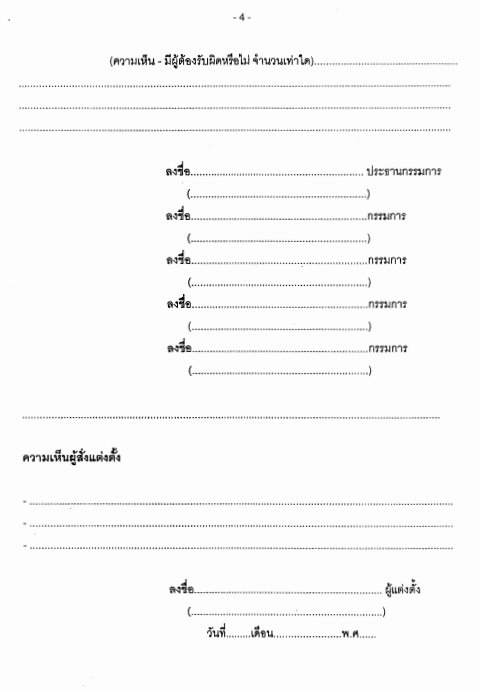 - 4 -
(ความเห็น - มีผู้ต้องรับผิดหรือไม่ จำนวนเท่าใด)................................................
................................................................................................................................................
................................................................................................................................................
................................................................................................................................................
ลงชื่อ.......................................................... ประธานกรรมการ
(..........................................................)
ลงชื่อ...........................................................กรรมการ
(..........................................................)
ลงชื่อ...........................................................กรรมการ
(..........................................................)
ลงชื่อ...........................................................กรรมการ
(..........................................................)
ลงชื่อ...........................................................กรรมการ
(..........................................................)
............................................................................................................................................
ความเห็นผู้สั่งแต่งตั้ง
- ............................................................................................................................................
- ............................................................................................................................................
- ............................................................................................................................................
ลงชื่อ............................................................... ผู้แต่งตั้ง
(................................................................)
วันที่........เดือน.......................พ.ศ......